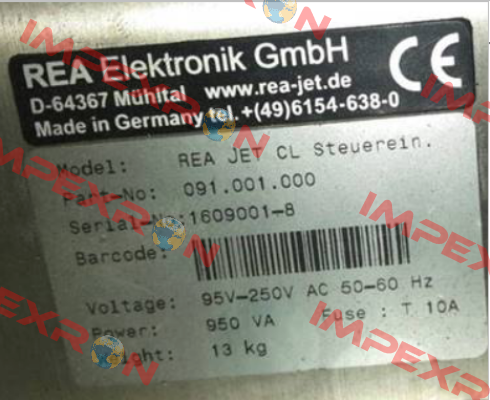 REA Elektronik GmbH
D-64367 Mühltal www.rea-jet.de
Made in Germany tel.+(49)6154-638-0
CE
Model: REA JET CL Steuerein.
Part-No: 091.001.000
Serial-No:1609001-8
Barcode:
Voltage: 95V-250V AC 50-60 Hz
Power: 950 VA Fuse : T 10A
Weight: 13 kg
IMPEXRON
IMPEXRON
IMPEXRON
IMPEXRON